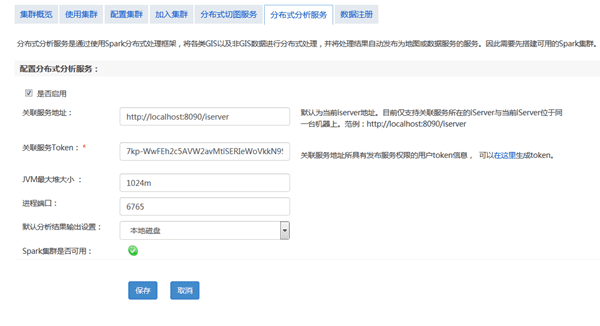 集群概览 使用集群 配置集群 加入集群 分布式切图服务 分布式分析服务 数据注册
分布式分析服务是通过使用Spark分布式处理框架，将各类GIS以及非GIS数据进行分布式处理，并将处理结果自动发布为地图或数据服务的服务。因此需要先搭建可用的Spark集群。
配置分布式分析服务：
是否启用
关联服务地址： http://localhost:8090/iserver 默认为当前iserver地址。目前仅支持关联服务所在的iServer与当前iServer位于同
一台机器上。范例：http://localhost:8090/iserver
关联服务Token：* 7kp-WwFEh2c5AVW2avMtlSERIeWoVkkN95 关联服务地址所具有发布服务权限的用户token信息， 可以在这里生成token。
JVM最大堆大小 ： 1024m
进程端口： 6765
默认分析结果输出设置： 本地磁盘
Spark集群是否可用：
保存 取消